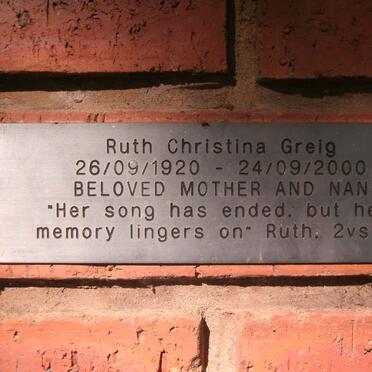 Ruth Christina Greig
26/09/1920 - 24/09/2000
BELOVED MOTHER AND NAN
"Her song has ended. but he
memory lingers on" Ruth. 2vs